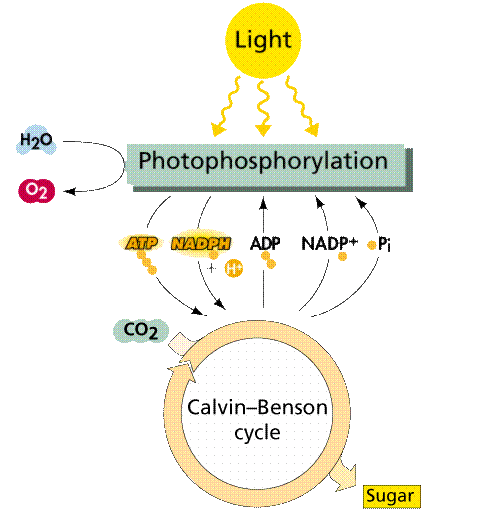 Light
H2O
Photophosphorylation
O2
ATP NADPH ADP NADP+ Pi
+ H+
CO2
Calvin–Benson
cycle
Sugar